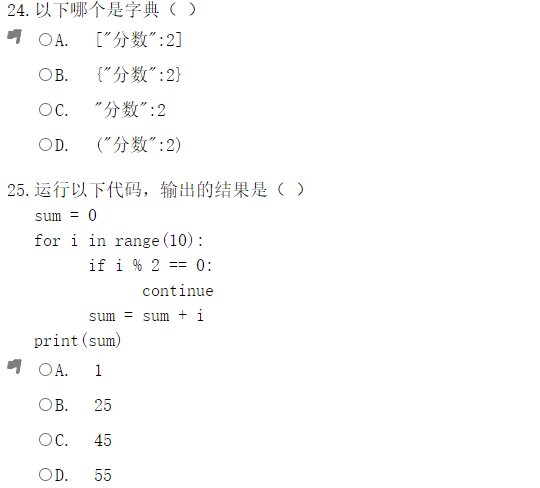 24.以下哪个是字典（ ）
A. ["分数":2]
B. {"分数":2}
C. "分数":2
D. ("分数":2)
25.运行以下代码，输出的结果是（ ）
sum = 0
for i in range(10):
if i % 2 == 0:
continue
sum = sum + i
print(sum)
A. 1
B. 25
C. 45
D. 55